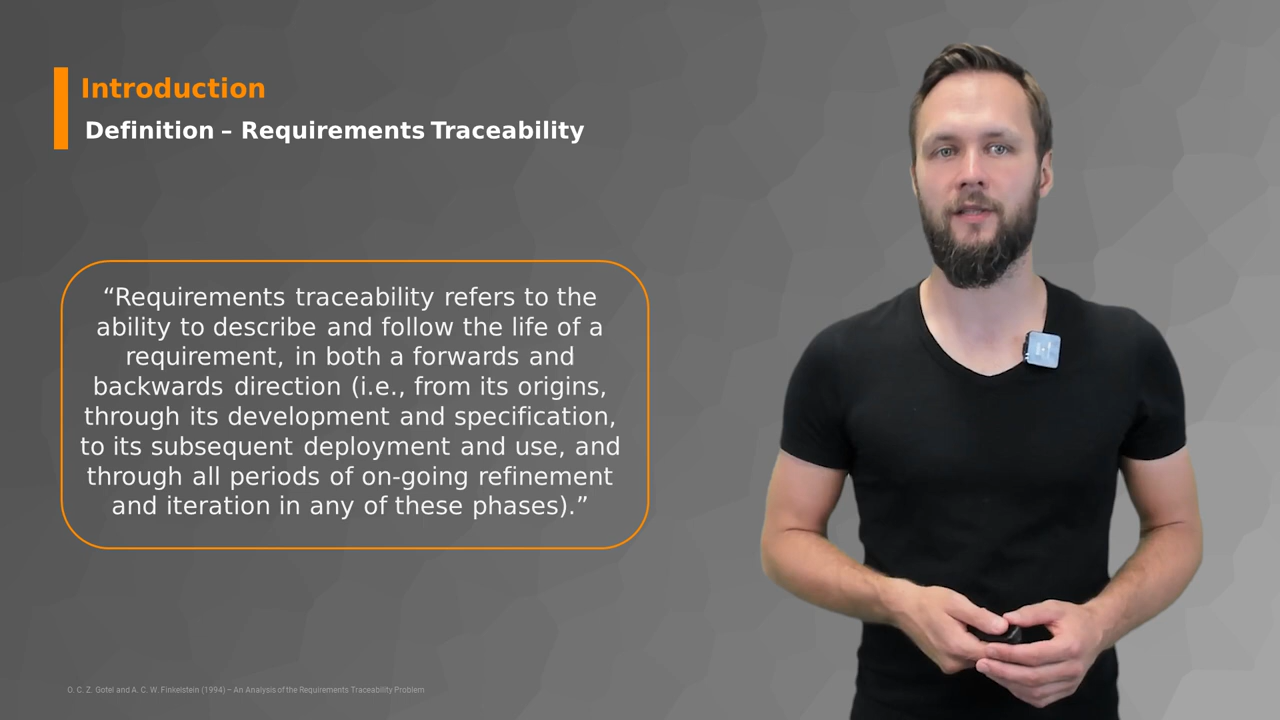 Introduction
Definition – Requirements Traceability
“Requirements traceability refers to the
ability to describe and follow the life of a
requirement, in both a forwards and
backwards direction (i.e., from its origins,
through its development and specification,
to its subsequent deployment and use, and
through all periods of on-going refinement
and iteration in any of these phases).”
O. C. Z. Gotel and A. C. W. Finkelstein (1994) – An Analysis of the Requirements Traceability Problem